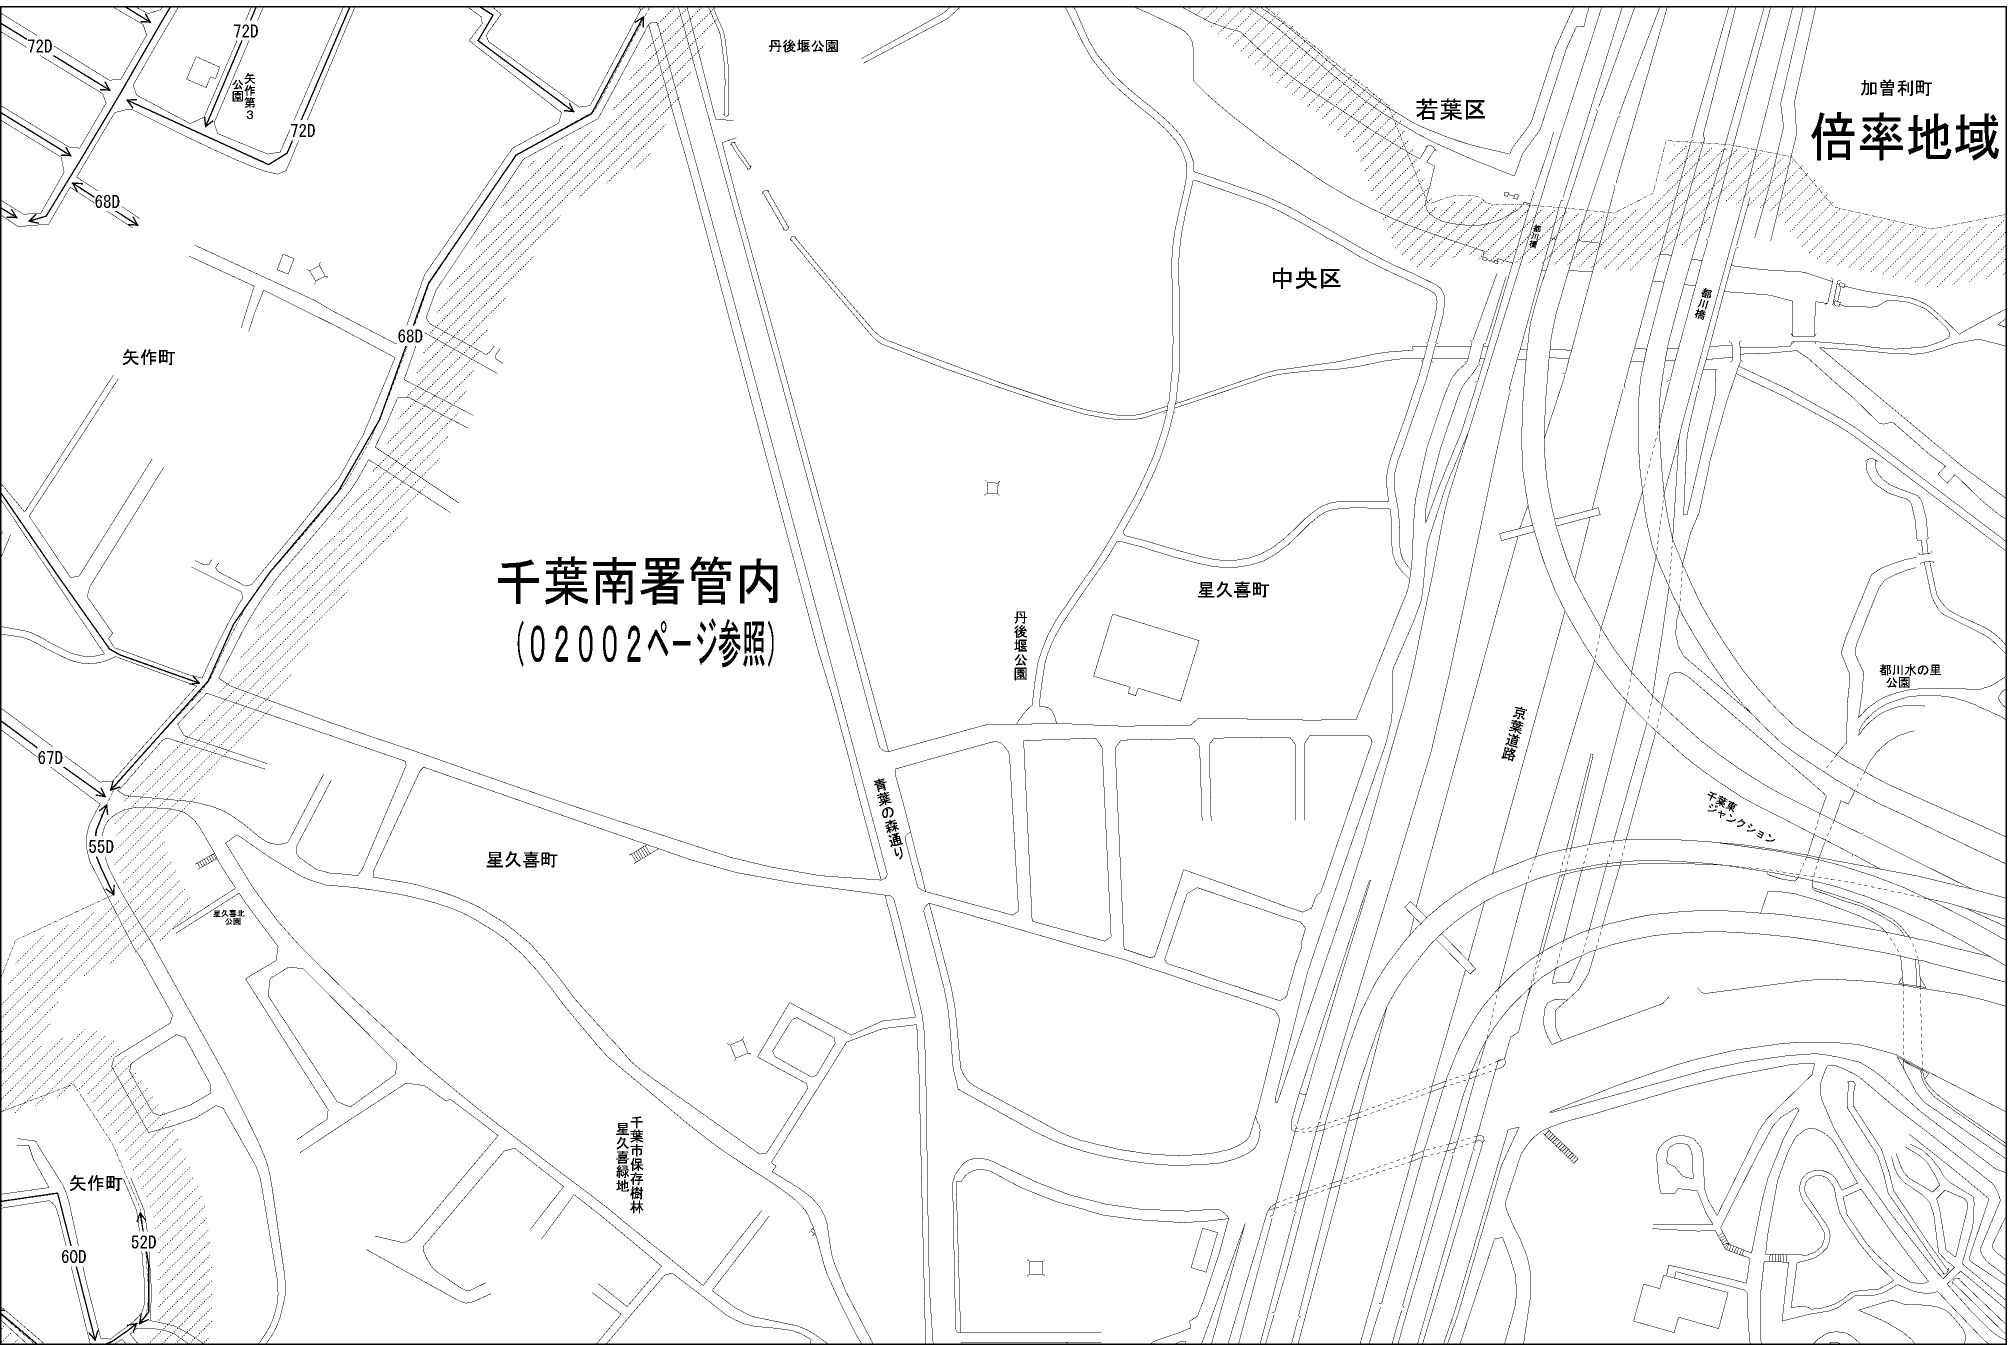 72D
72D
丹後堰公園
矢作第3
公園
若葉区
加曽利町
倍率地域
72D
68D
都川橋
中央区
都川橋
68D
矢作町
千葉南署管内
(02002ページ参照)
星久喜町
丹後堰公園
都川水の里
公園
京葉道路
67D
青葉の森通り
千葉東
ジャンクション
55D
星久喜町
星久喜北
公園
千葉市保存樹林
星久喜緑地
矢作町
52D
60D